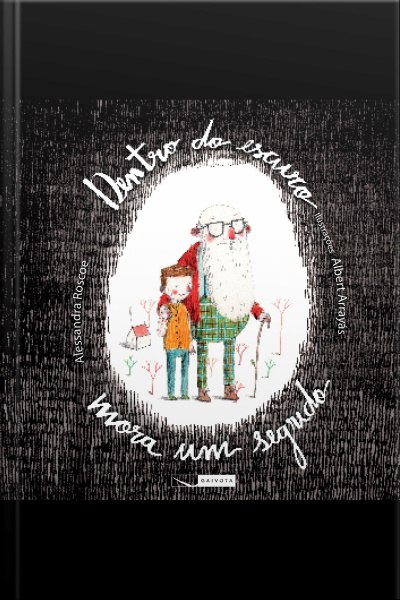 Dentro do escuro
Ilustrações Albert Arrayás
Alessandra Roscoe
mora um segredo
GAIVOTA